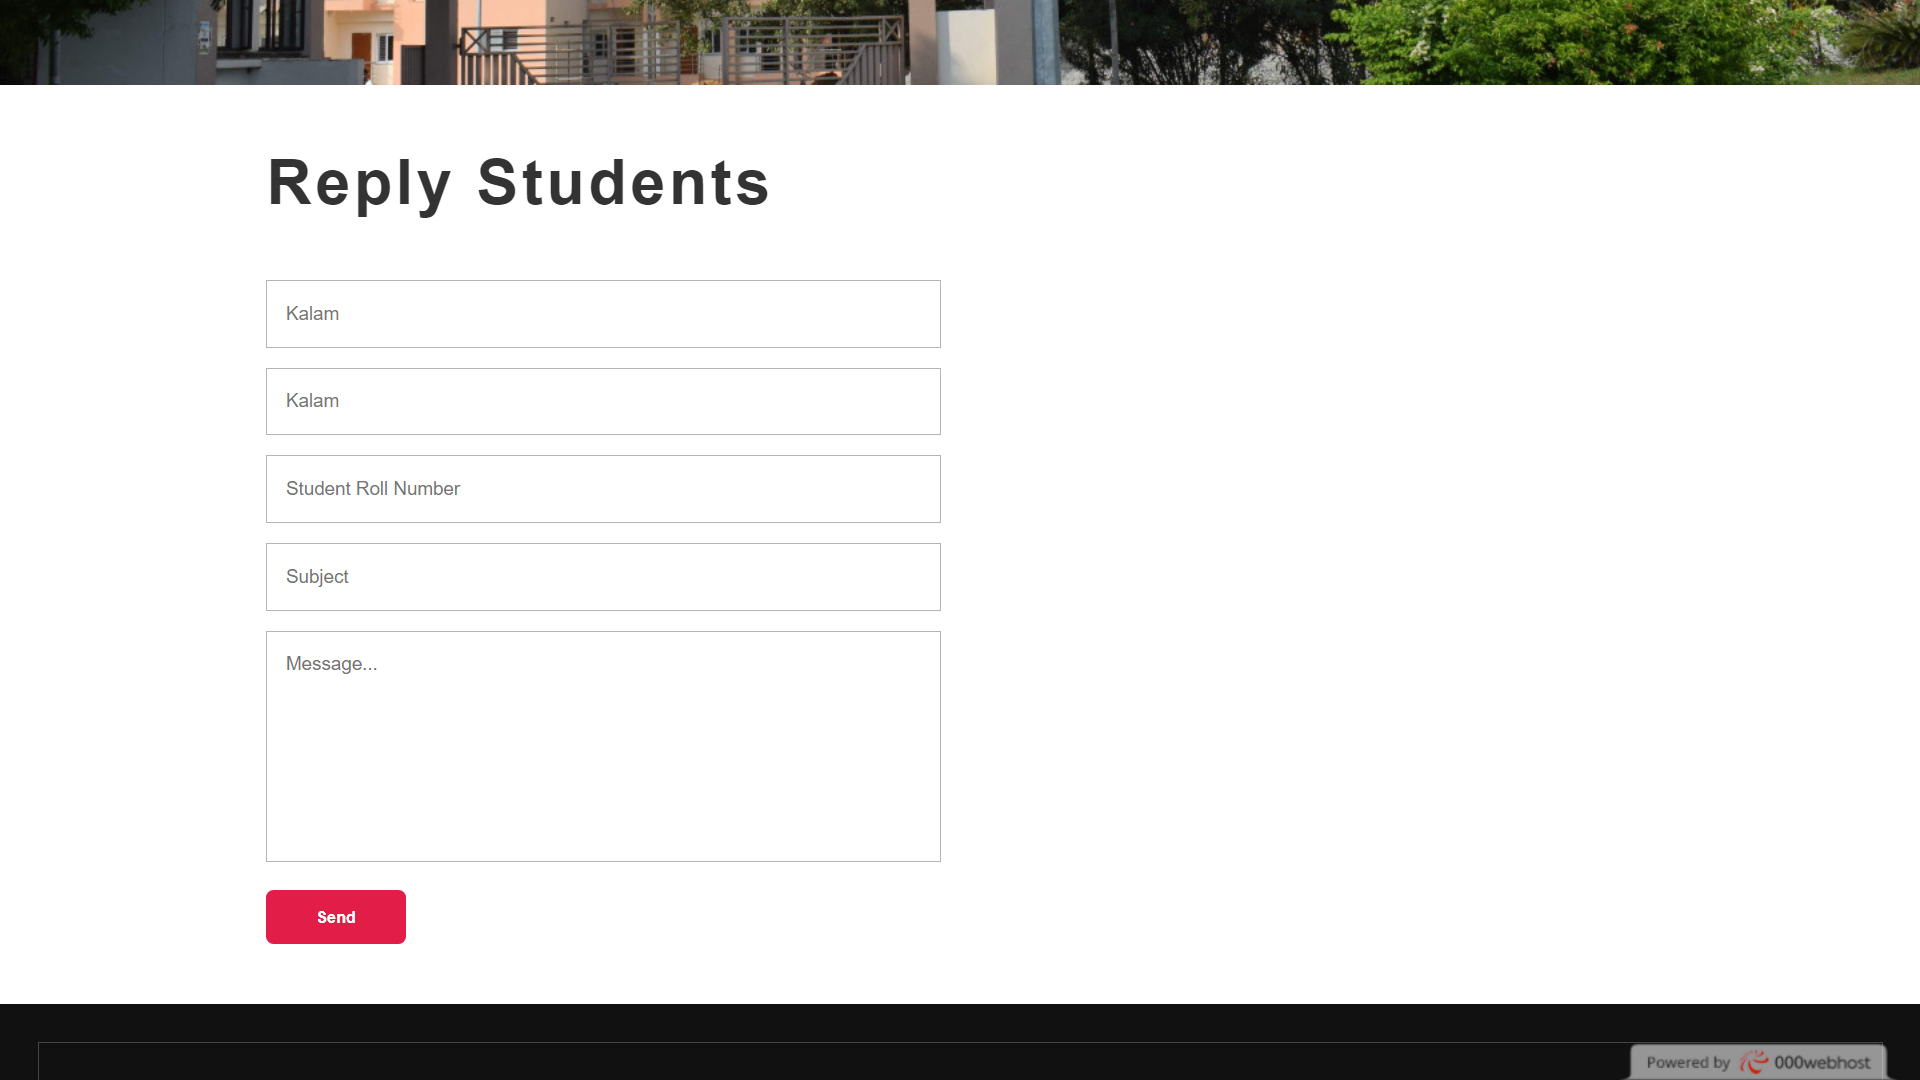 Reply Students
Kalam
Kalam
Student Roll Number
Subject
Message...
Send
Powered by 000webhost